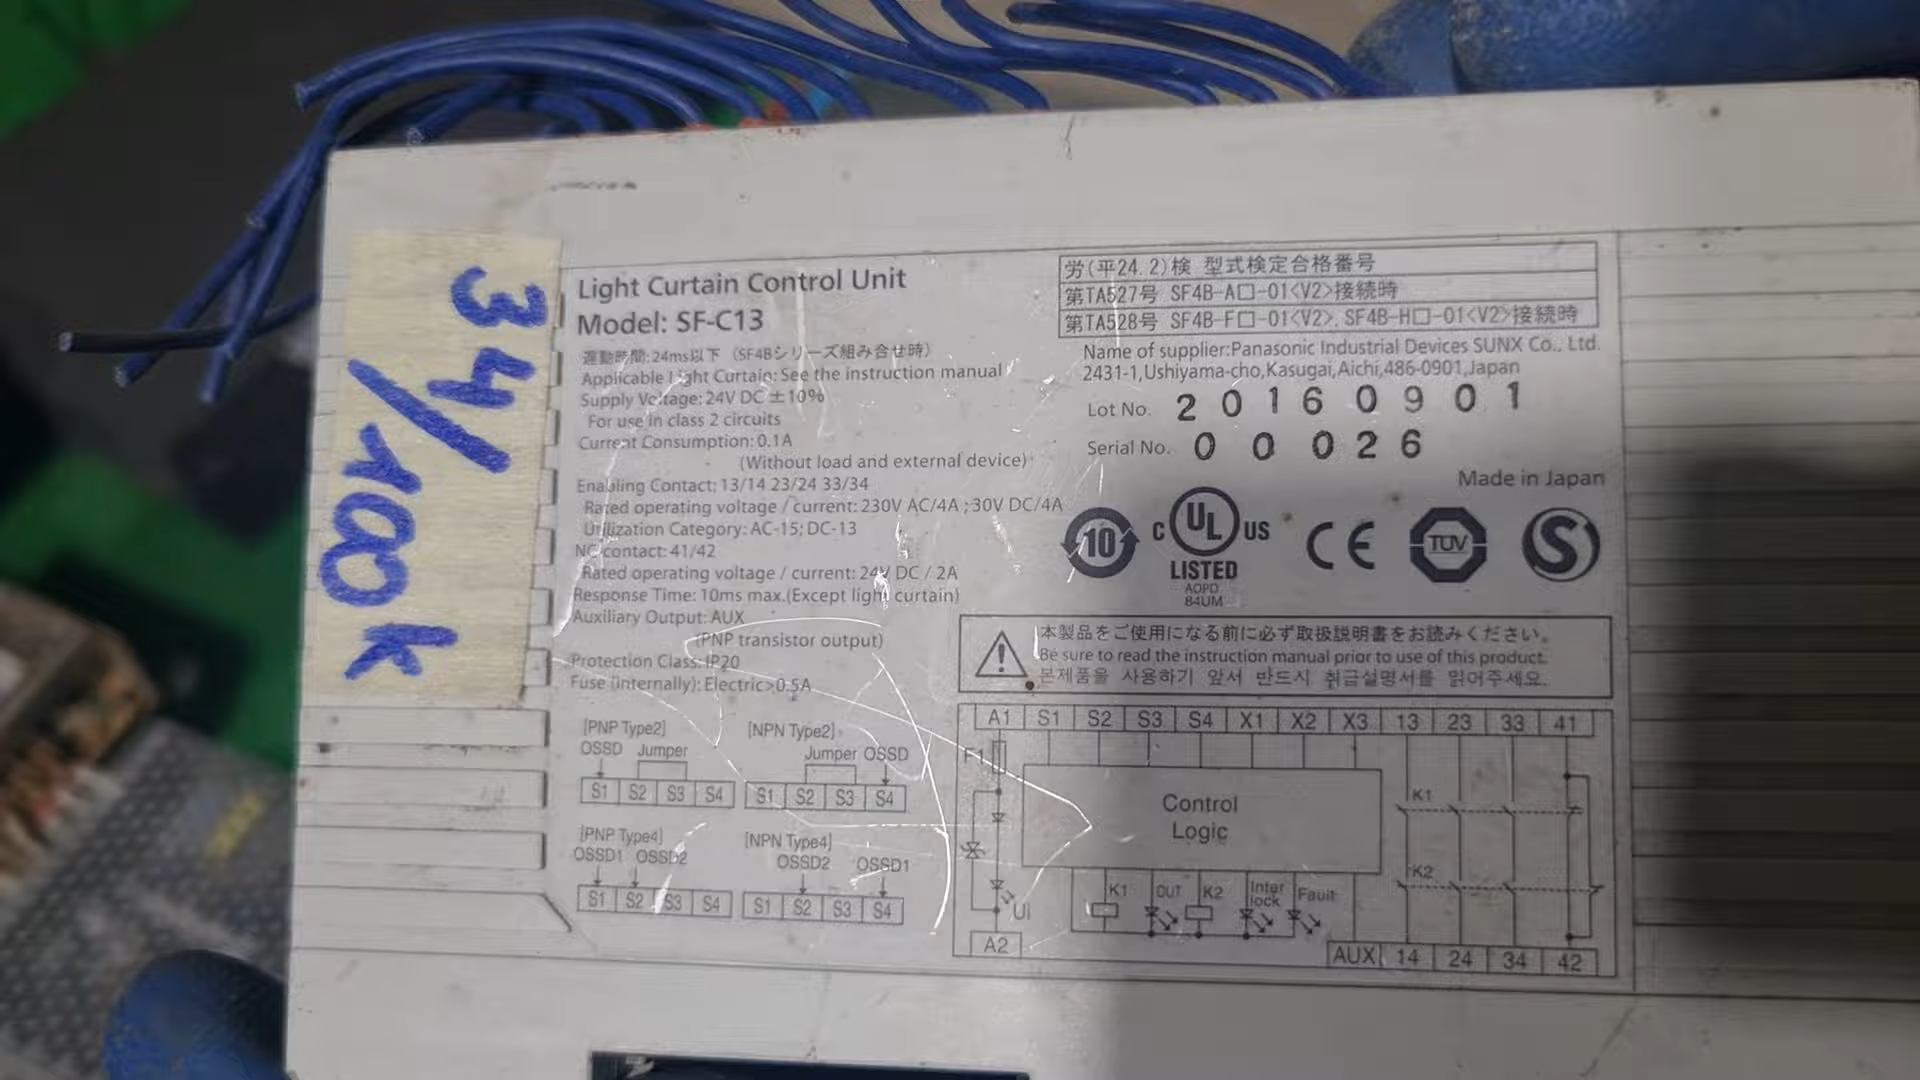 34/
100k
Light Curtain Control Unit
Model: SF-C13
遅動時間:24ms以下 (SF4Bシリーズ組み合せ時)
Applicable Light Curtain: See the instruction manual
Supply Voltage: 24V DC ±10%
For use in class 2 circuits
Current Consumption: 0.1A
(Without load and external device)
Enabling Contact; 13/14 23/24 33/34
Rated operating voltage / current: 230V AC/4A ; 30V DC/4A
Utilization Category: AC-15; DC-13
NC contact: 41/42
Rated operating voltage / current: 24V DC / 2A
Response Time: 10ms max.(Except light curtain)
Auxiliary Output: AUX
(PNP transistor output)
Protection Class: IP20
Fuse (internally): Electric>0.5A
[PNP Type2] [NPN Type2]
OSSD Jumper Jumper OSSD
S1 S2 S3 S4 S1 S2 S3 S4
[PNP Type4] [NPN Type4]
OSSD1 OSSD2 OSSD2 OSSD1
S1 S2 S3 S4 S1 S2 S3 S4
労(平24.2)検 型式検定合格番号
第TA527号 SF4B-A□-01<V2>接続時
第TA528号 SF4B-F□-01<V2>, SF4B-H□-01<V2>接続時
Name of supplier:Panasonic Industrial Devices SUNX Co., Ltd.
2431-1,Ushiyama-cho,Kasugai,Aichi,486-0901,Japan
Lot No. 20160901
Serial No. 00026
Made in Japan
10 C UL US CE TUV S
LISTED
AOPD
84UM
本製品をご使用になる前に必ず取扱説明書をお読みください。
Be sure to read the instruction manual prior to use of this product.
본제품을 사용하기 앞서 반드시 취급설명서를 읽어주세요.
A1 S1 S2 S3 S4 X1 X2 X3 13 23 33 41
F1
Control
Logic
K1
K2
K1 OUT K2 Inter lock Fault
Ui
A2 AUX 14 24 34 42